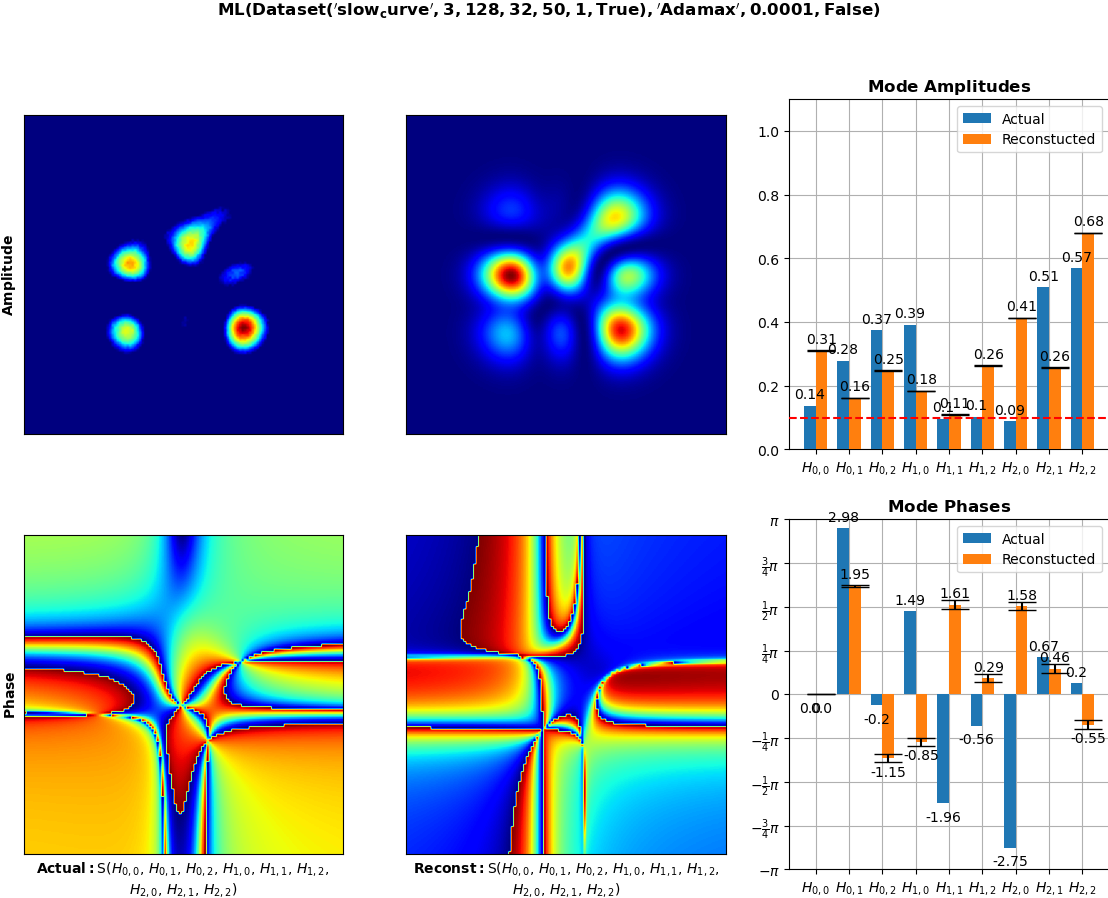 ML(Dataset('slow_curve', 3, 128, 32, 50, 1, True), 'Adamax', 0.0001, False)
Amplitude
Mode Amplitudes
Actual
Reconstucted
1.0
0.8
0.6
0.4
0.2
0.0
0.14
0.31
0.28
0.16
0.37
0.25
0.39
0.18
0.1
0.11
0.1
0.26
0.09
0.41
0.51
0.26
0.57
0.68
H0,0 H0,1 H0,2 H1,0 H1,1 H1,2 H2,0 H2,1 H2,2
Phase
Actual: S(H0,0, H0,1, H0,2, H1,0, H1,1, H1,2,
H2,0, H2,1, H2,2)
Reconst: S(H0,0, H0,1, H0,2, H1,0, H1,1, H1,2,
H2,0, H2,1, H2,2)
Mode Phases
Actual
Reconstucted
π
3/4π
1/2π
1/4π
0
−1/4π
−1/2π
−3/4π
−π
0.0
0.0
2.98
1.95
-0.2
-1.15
1.49
-0.85
-1.96
1.61
-0.56
0.29
-2.75
1.58
0.67
0.46
0.2
-0.55
H0,0 H0,1 H0,2 H1,0 H1,1 H1,2 H2,0 H2,1 H2,2